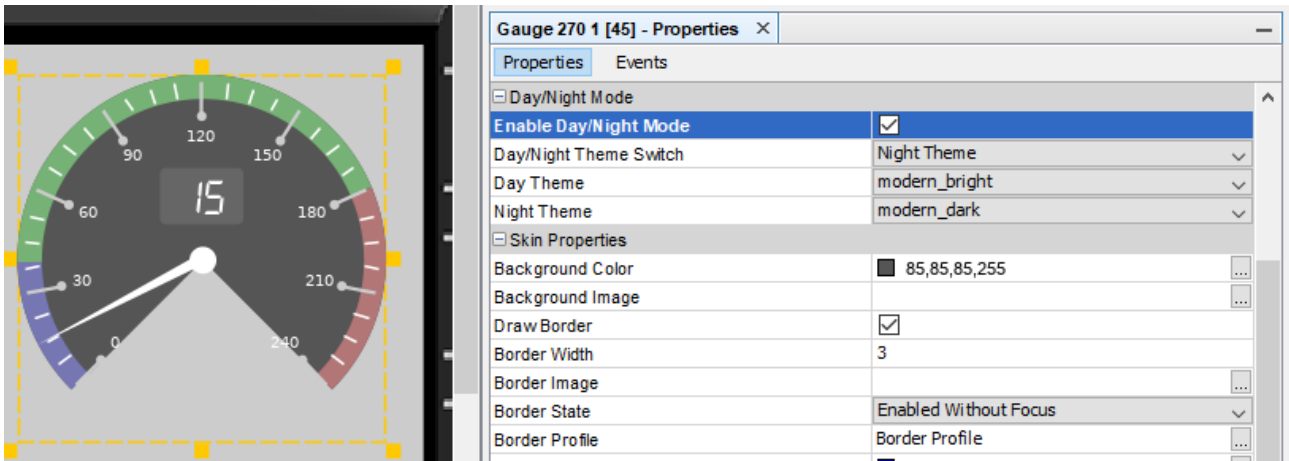 120
90
150
15
60
180
30
210
0
240
Gauge 270 1 [45] - Properties
Properties Events
Day/Night Mode
Enable Day/Night Mode
Day/Night Theme Switch Night Theme
Day Theme modern_bright
Night Theme modern_dark
Skin Properties
Background Color 85,85,85,255
Background Image
Draw Border
Border Width 3
Border Image
Border State Enabled Without Focus
Border Profile Border Profile